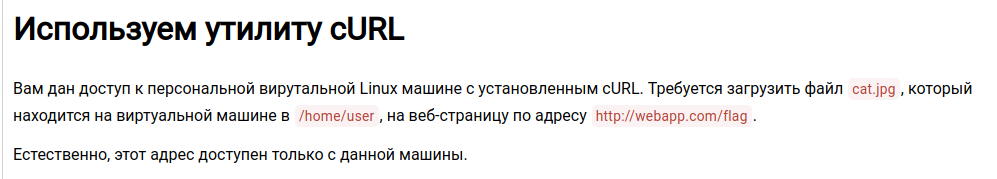 Используем утилиту cURL
Вам дан доступ к персональной вирутальной Linux машине с установленным cURL. Требуется загрузить файл cat.jpg, который
находится на виртуальной машине в /home/user, на веб-страницу по адресу http://webapp.com/flag.
Естественно, этот адрес доступен только с данной машины.